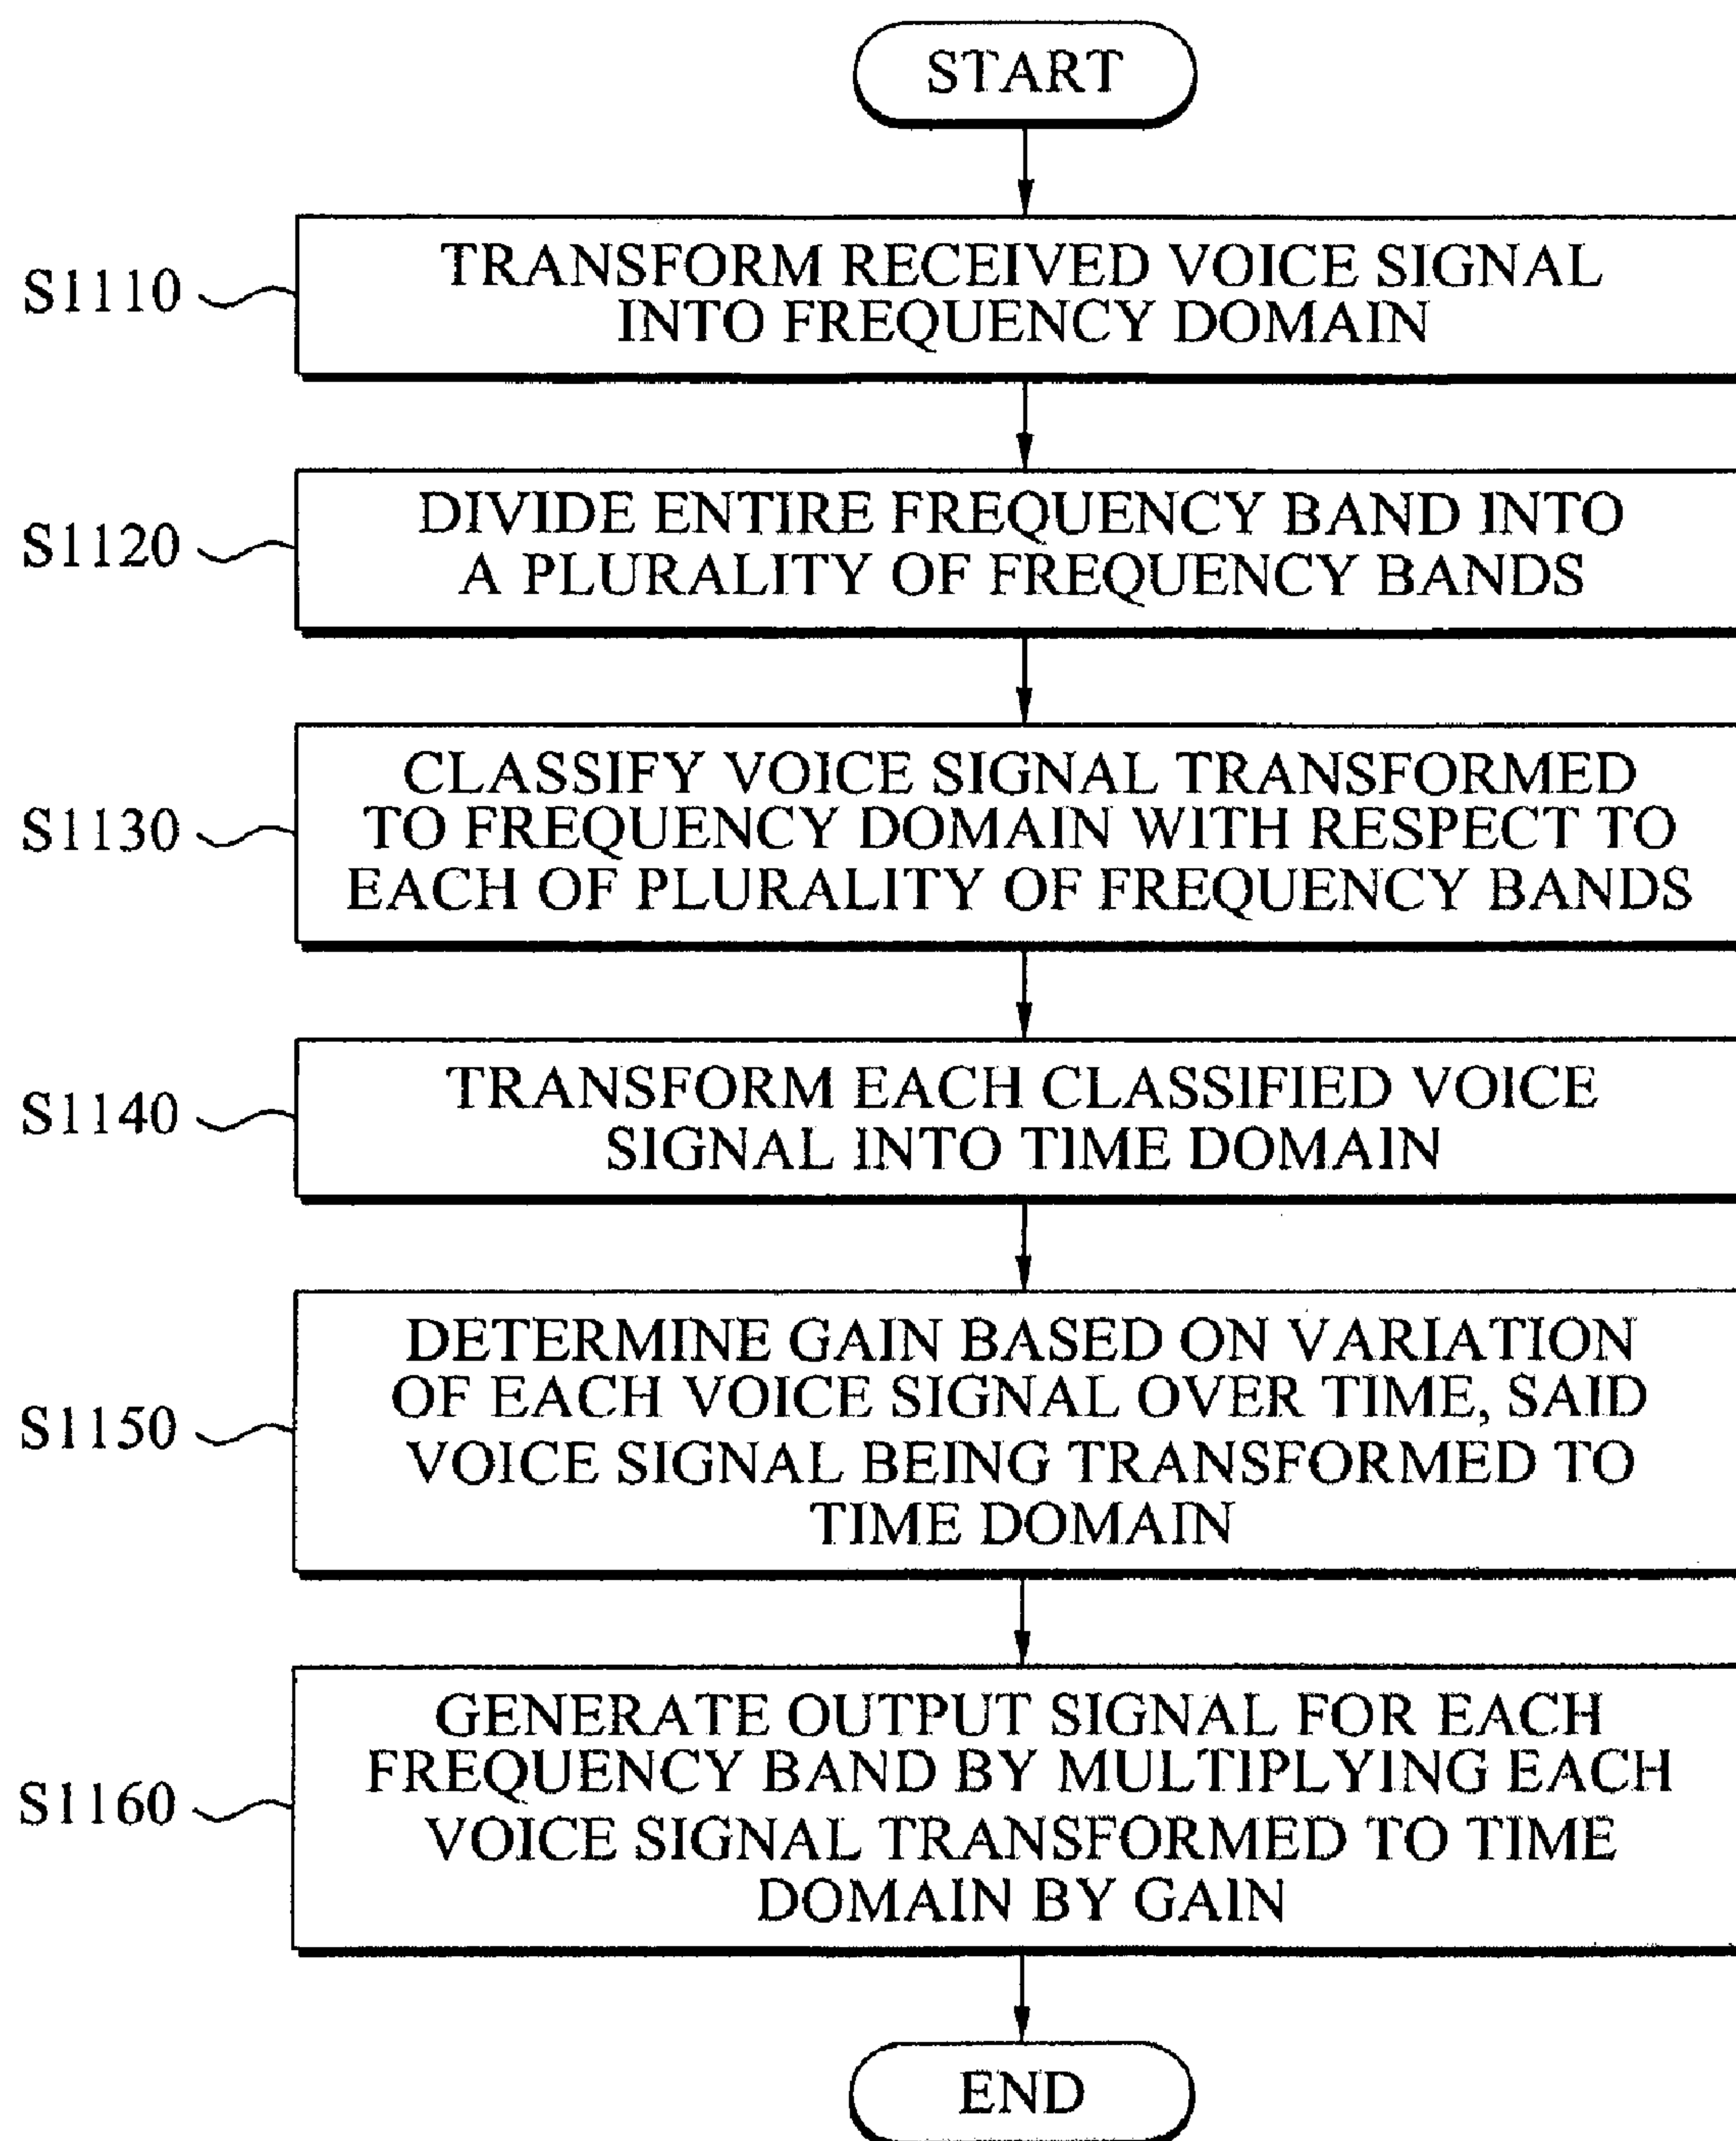 START
S1110
TRANSFORM RECEIVED VOICE SIGNAL
INTO FREQUENCY DOMAIN
S1120
DIVIDE ENTIRE FREQUENCY BAND INTO
A PLURALITY OF FREQUENCY BANDS
S1130
CLASSIFY VOICE SIGNAL TRANSFORMED
TO FREQUENCY DOMAIN WITH RESPECT TO
EACH OF PLURALITY OF FREQUENCY BANDS
S1140
TRANSFORM EACH CLASSIFIED VOICE
SIGNAL INTO TIME DOMAIN
S1150
DETERMINE GAIN BASED ON VARIATION
OF EACH VOICE SIGNAL OVER TIME, SAID
VOICE SIGNAL BEING TRANSFORMED TO
TIME DOMAIN
S1160
GENERATE OUTPUT SIGNAL FOR EACH
FREQUENCY BAND BY MULTIPLYING EACH
VOICE SIGNAL TRANSFORMED TO TIME
DOMAIN BY GAIN
END